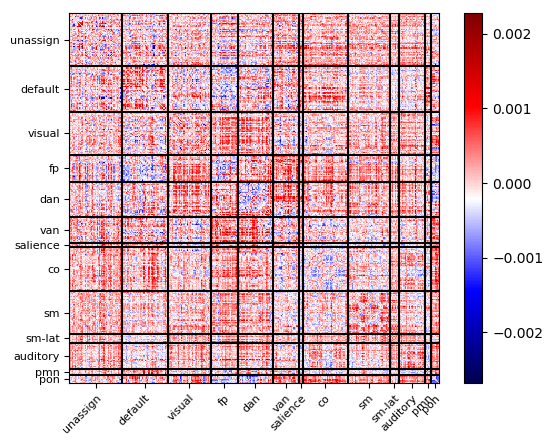 unassign
default
visual
fp
dan
van
salience
co
sm
sm-lat
auditory
pmn
pon
unassign
default
visual
fp
dan
van
salience
co
sm
sm-lat
auditory
pmn
pon
0.002
0.001
0.000
−0.001
−0.002